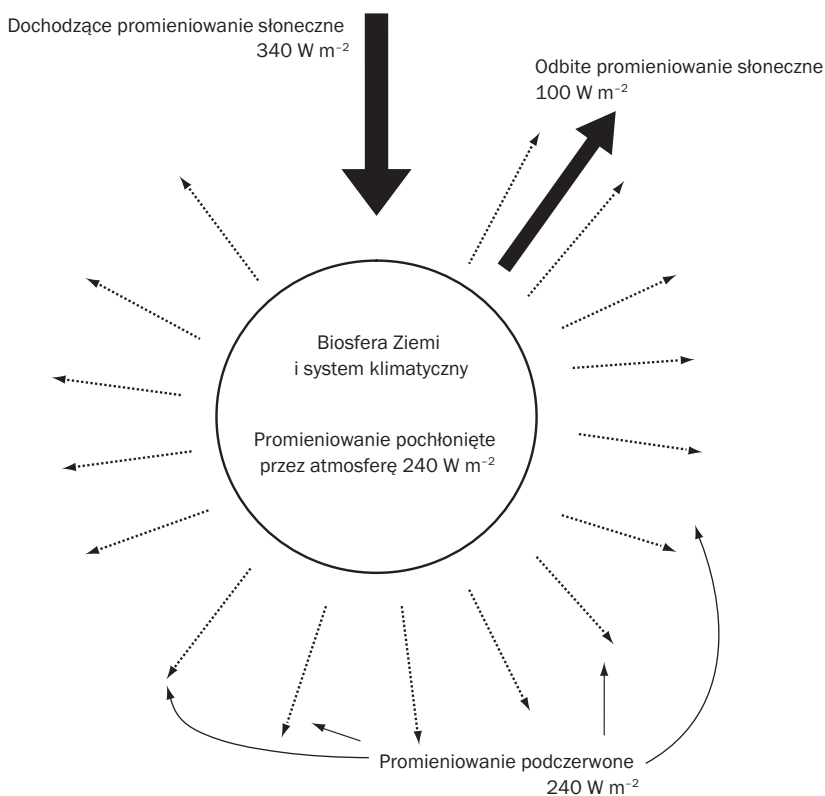 Dochodzące promieniowanie słoneczne
340 W m⁻²
Odbite promieniowanie słoneczne
100 W m⁻²
Biosfera Ziemi
i system klimatyczny
Promieniowanie pochłonięte
przez atmosferę 240 W m⁻²
Promieniowanie podczerwone
240 W m⁻²